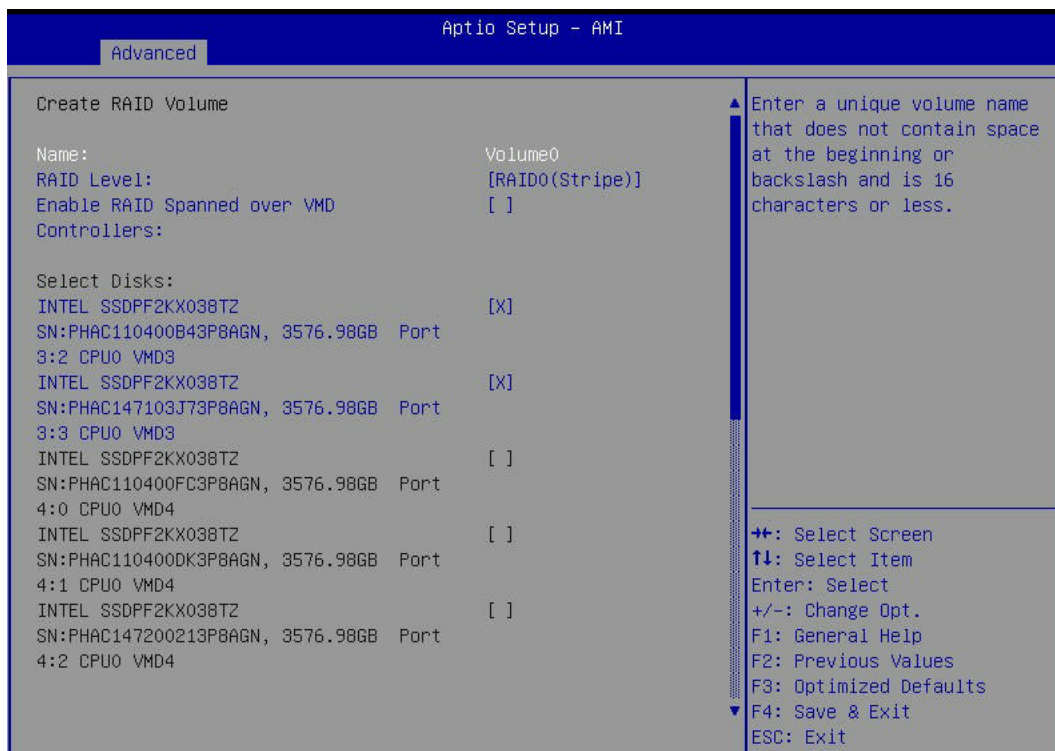 Aptio Setup - AMI
Advanced
Create RAID Volume
Name: Volume0
RAID Level: [RAID0(Stripe)]
Enable RAID Spanned over VMD [ ]
Controllers:
Select Disks:
INTEL SSDPF2KX038TZ [X]
SN:PHAC110400B43P8AGN, 3576.98GB Port
3:2 CPU0 VMD3
INTEL SSDPF2KX038TZ [X]
SN:PHAC147103J73P8AGN, 3576.98GB Port
3:3 CPU0 VMD3
INTEL SSDPF2KX038TZ [ ]
SN:PHAC110400FC3P8AGN, 3576.98GB Port
4:0 CPU0 VMD4
INTEL SSDPF2KX038TZ [ ]
SN:PHAC110400DK3P8AGN, 3576.98GB Port
4:1 CPU0 VMD4
INTEL SSDPF2KX038TZ [ ]
SN:PHAC147200213P8AGN, 3576.98GB Port
4:2 CPU0 VMD4
Enter a unique volume name
that does not contain space
at the beginning or
backslash and is 16
characters or less.
→←: Select Screen
↑↓: Select Item
Enter: Select
+/-: Change Opt.
F1: General Help
F2: Previous Values
F3: Optimized Defaults
F4: Save & Exit
ESC: Exit